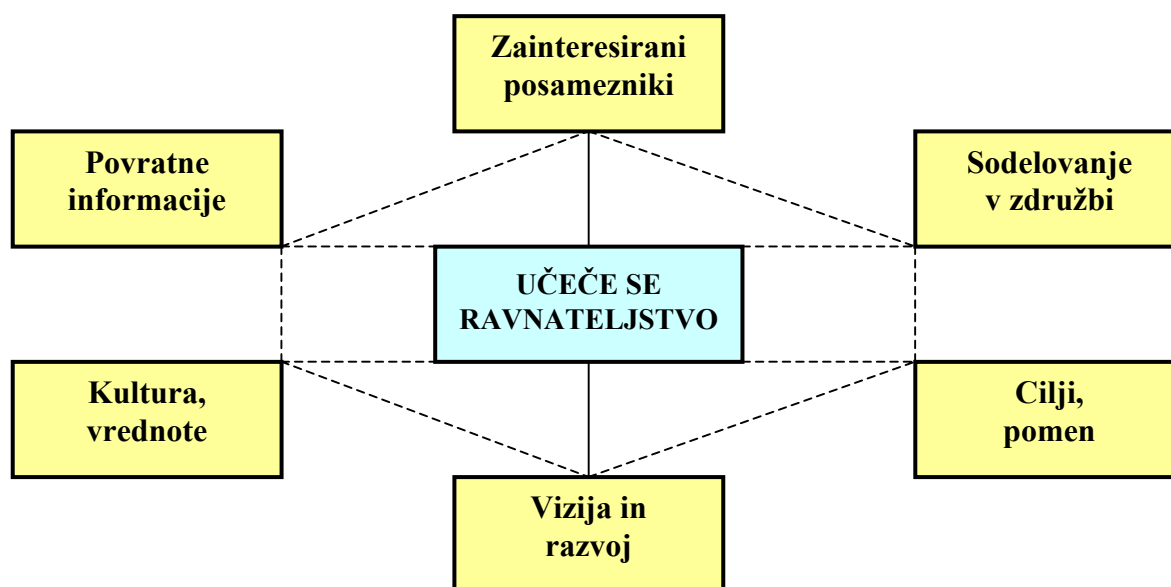 Zainteresirani
posamezniki
Povratne
informacije
Sodelovanje
v združbi
UČEČE SE
RAVNATELJSTVO
Kultura,
vrednote
Cilji,
pomen
Vizija in
razvoj